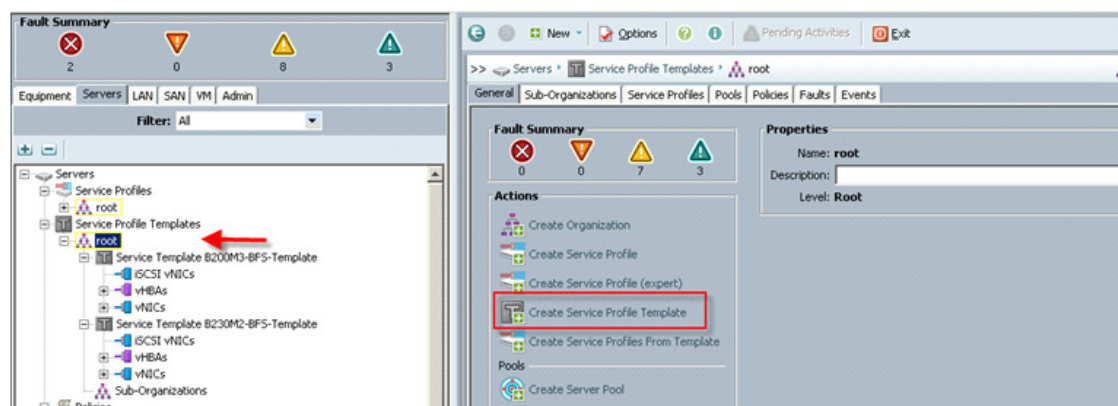 Fault Summary
2 0 8 3
Equipment Servers LAN SAN VM Admin
Filter: All
Servers
Service Profiles
root
Service Profile Templates
root
Service Template B200M3-BFS-Template
iSCSI vNICs
vHBAs
vNICs
Service Template B230M2-BFS-Template
iSCSI vNICs
vHBAs
vNICs
Sub-Organizations
Policies
New Options Pending Activities Exit
>> Servers Service Profile Templates root
General Sub-Organizations Service Profiles Pools Policies Faults Events
Fault Summary
0 0 7 3
Actions
Create Organization
Create Service Profile
Create Service Profile (expert)
Create Service Profile Template
Create Service Profiles From Template
Pools
Create Server Pool
Properties
Name: root
Description:
Level: Root